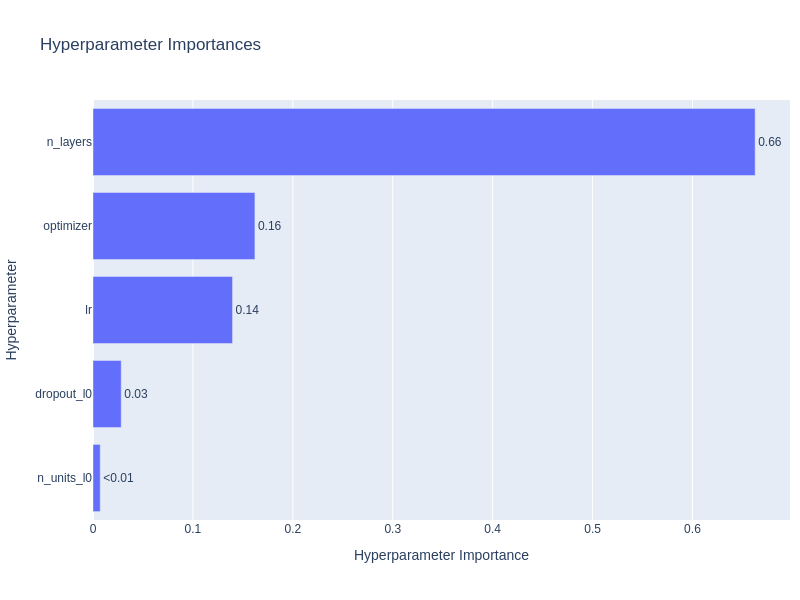 Hyperparameter Importances
n_layers
0.66
optimizer
0.16
lr
0.14
dropout_l0
0.03
n_units_l0
<0.01
0
0.1
0.2
0.3
0.4
0.5
0.6
Hyperparameter Importance
Hyperparameter